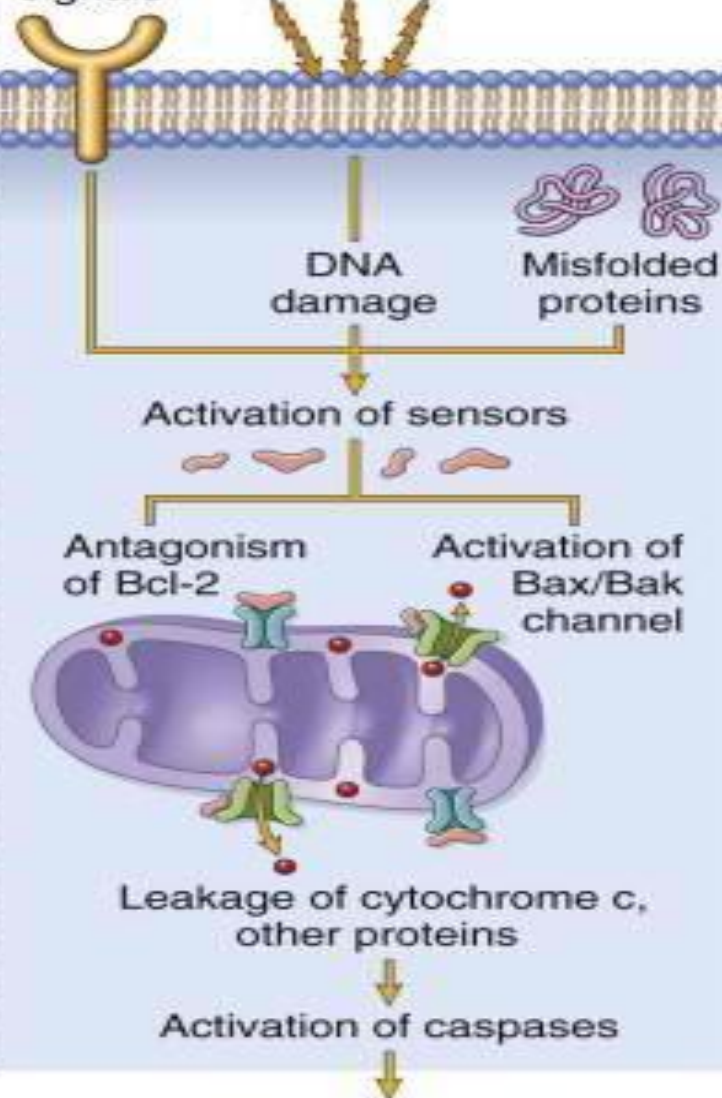 DNA
damage
Misfolded
proteins
Activation of sensors
Antagonism
of Bcl-2
Activation of
Bax/Bak
channel
Leakage of cytochrome c,
other proteins
Activation of caspases